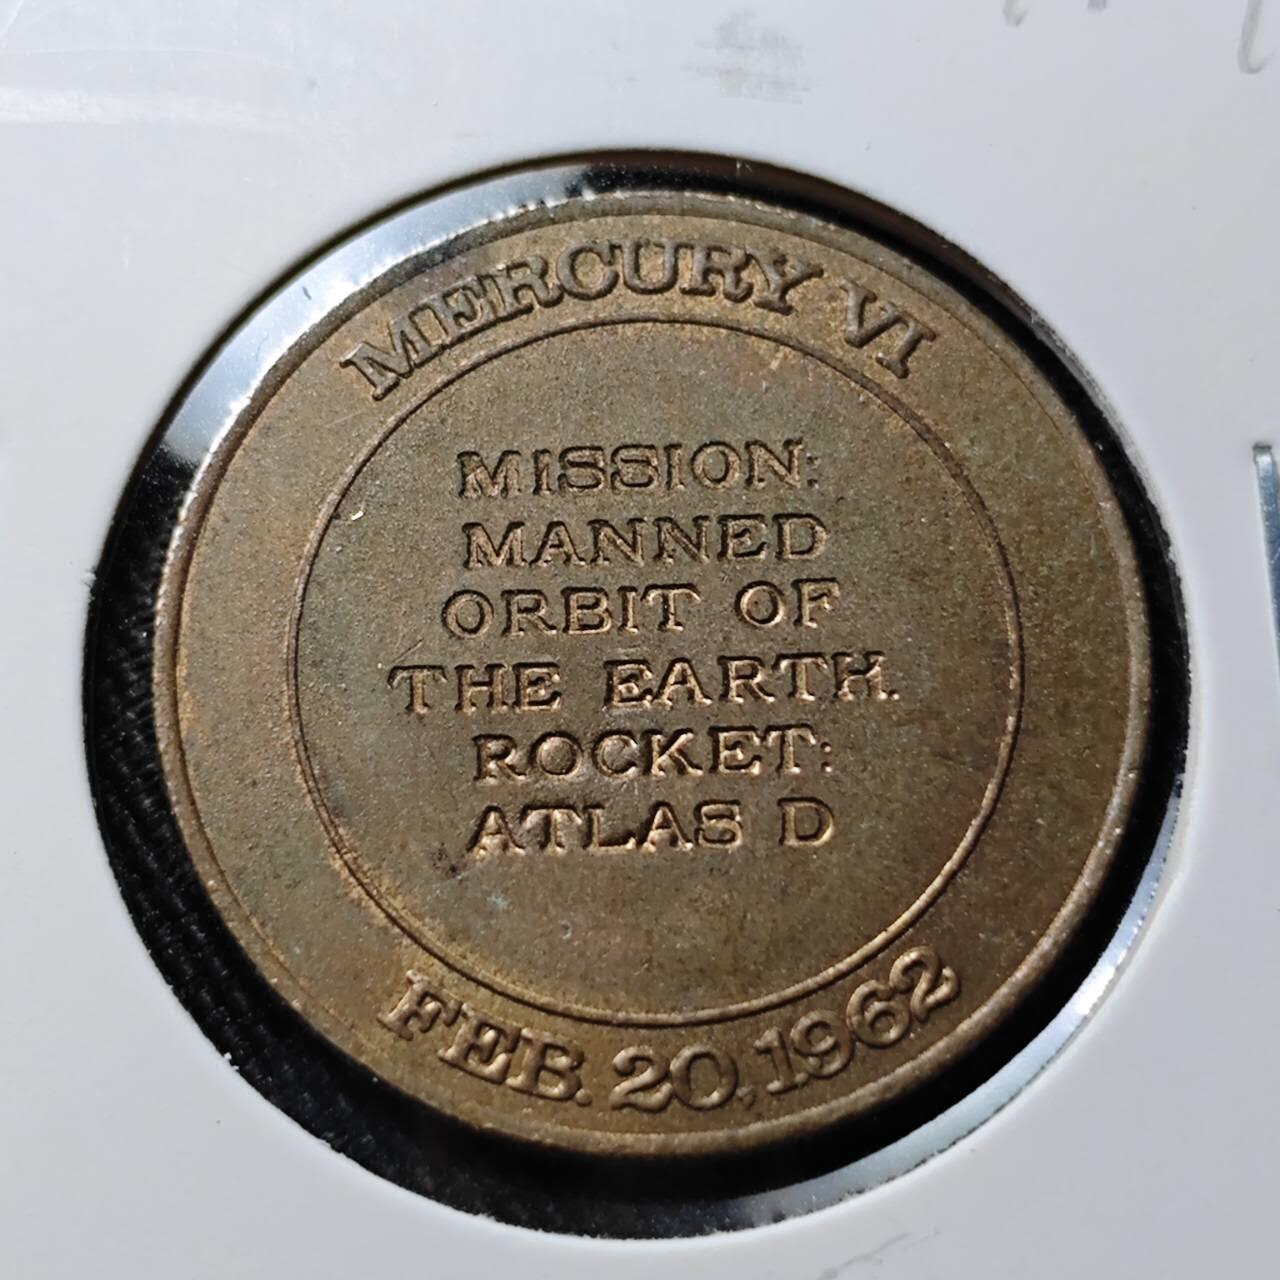 MERCURY VI
MISSION:
MANNED
ORBIT OF
THE EARTH.
ROCKET:
ATLAS D
FEB. 20, 1962